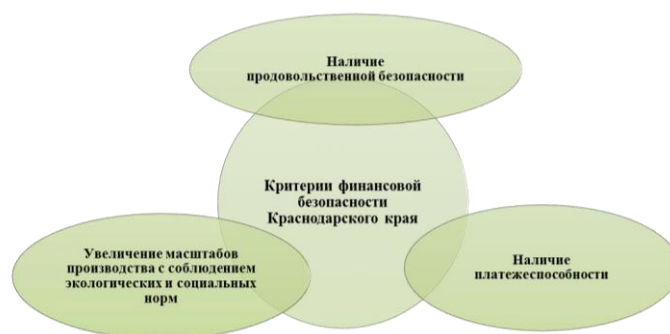 Наличие
продовольственной безопасности
Критерии финансовой
безопасности
Краснодарского края
Увеличение масштабов
производства с соблюдением
экологических и социальных
норм
Наличие
платежеспособности